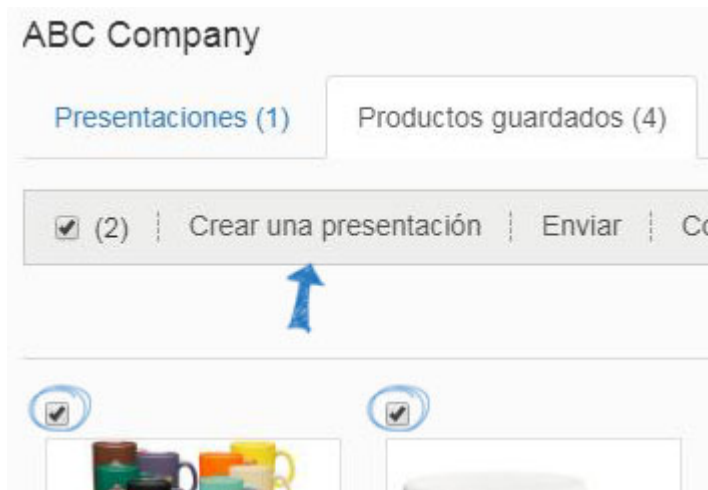 ABC Company
Presentaciones (1) Productos guardados (4)
(2) Crear una presentación Enviar